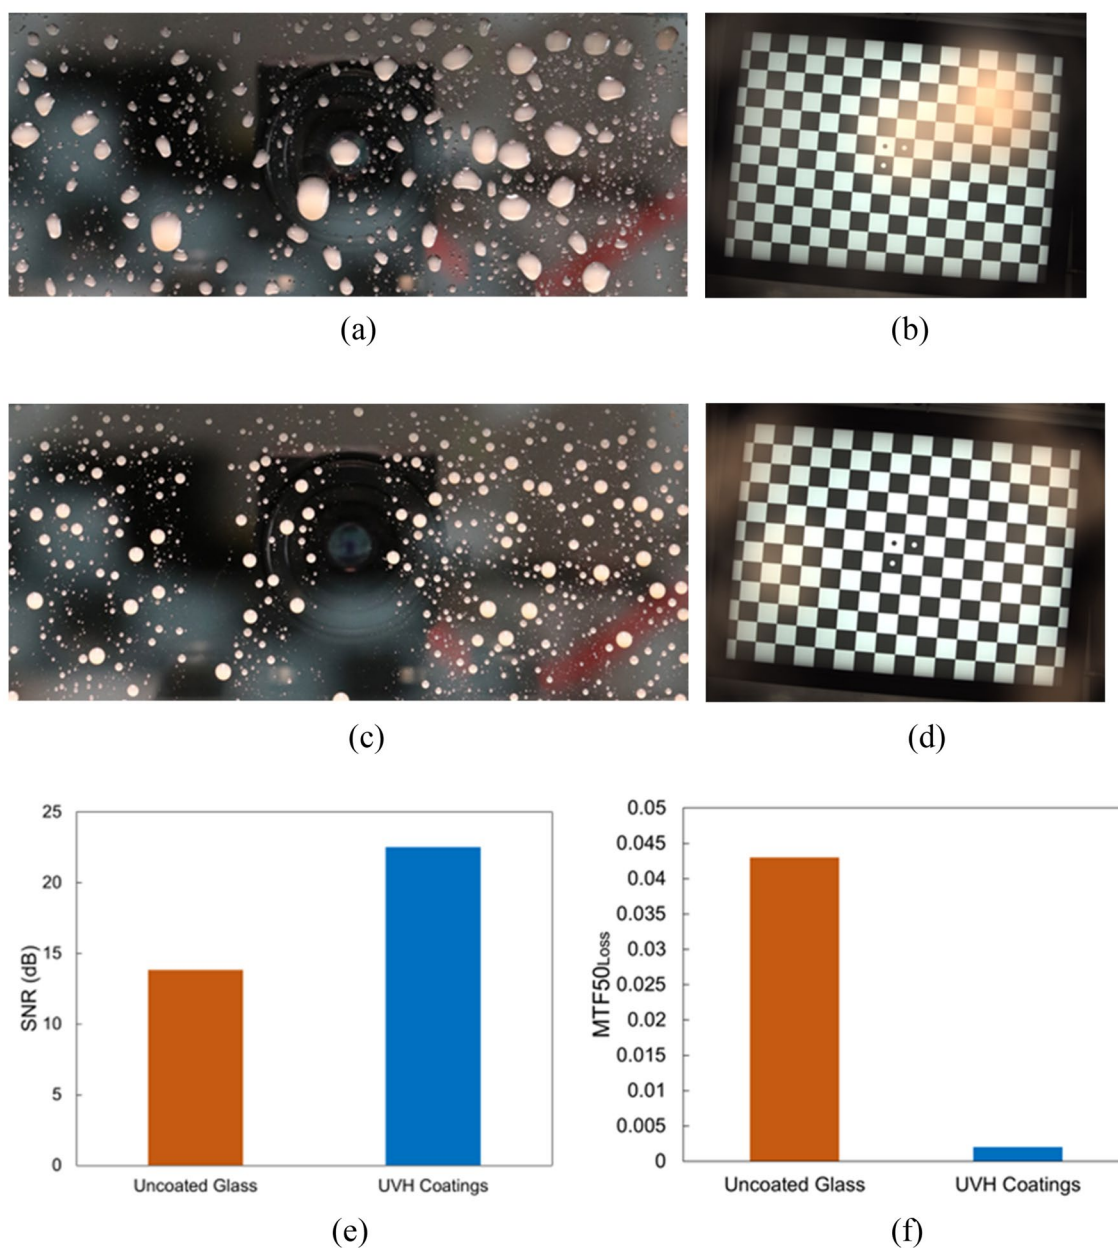 (a)
(b)
(c)
(d)
25
20
15
10
5
0
SNR (dB)
Uncoated Glass
UVH Coatings
(e)
0.05
0.045
0.04
0.035
0.03
0.025
0.02
0.015
0.01
0.005
0
MTF50Loss
Uncoated Glass
UVH Coatings
(f)